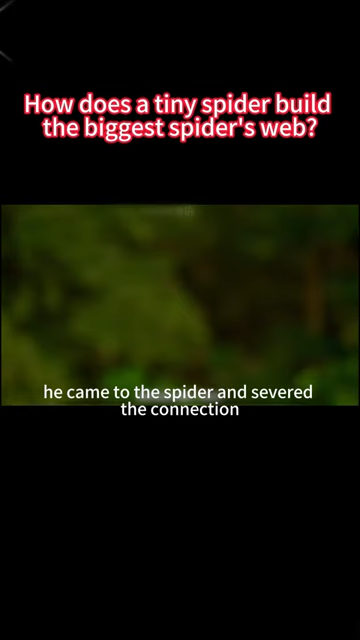 How does a tiny spider build
the biggest spider's web?
he came to the spider and severed
the connection